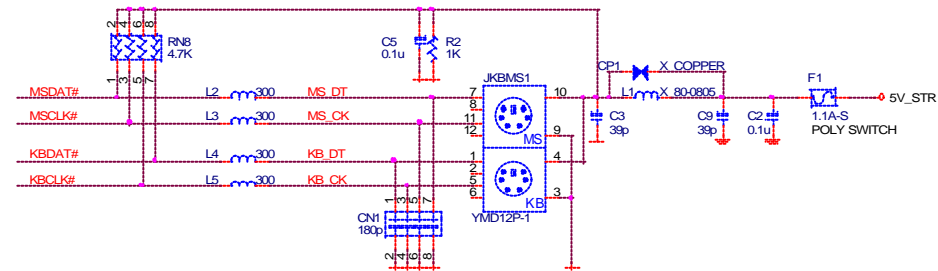 2 4 6 8
RN8
4.7K
1 3 5 7
C5
0.1u
R2
1K
CP1
X_COPPER
JKBMS1
L1
X_80-0805
F1
5V_STR
1.1A-S
POLY SWITCH
MSDAT#
L2
300
MS_DT
7
8
10
MSCLK#
L3
300
MS_CK
11
12
MS
9
C3
39p
C9
39p
C2
0.1u
KBDAT#
L4
300
KB_DT
1
2
4
KBCLK#
L5
300
KB_CK
5
6
KB
3
YMD12P-1
1 3 5 7
CN1
180p
2 4 6 8